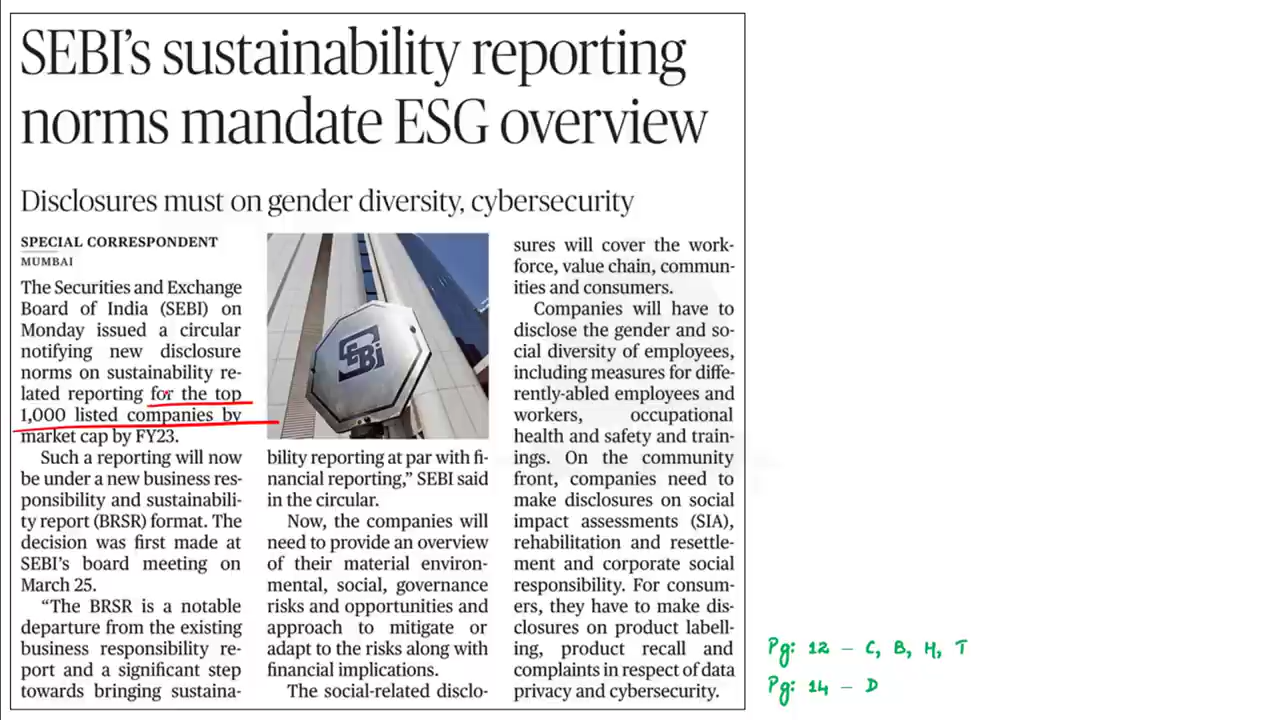 SEBI's sustainability reporting
norms mandate ESG overview
Disclosures must on gender diversity, cybersecurity
SPECIAL CORRESPONDENT
MUMBAI
The Securities and Exchange
Board of India (SEBI) on
Monday issued a circular
notifying new disclosure
norms on sustainability re-
lated reporting for the top
1,000 listed companies by
market cap by FY23.
Such a reporting will now
be under a new business res-
ponsibility and sustainabili-
ty report (BRSR) format. The
decision was first made at
SEBI's board meeting on
March 25.
"The BRSR is a notable
departure from the existing
business responsibility re-
port and a significant step
towards bringing sustaina-
SEBI
bility reporting at par with fi-
nancial reporting," SEBI said
in the circular.
Now, the companies will
need to provide an overview
of their material environ-
mental, social, governance
risks and opportunities and
approach to mitigate or
adapt to the risks along with
financial implications.
The social-related disclo-
sures will cover the work-
force, value chain, commun-
ities and consumers.
Companies will have to
disclose the gender and so-
cial diversity of employees,
including measures for diffe-
rently-abled employees and
workers, occupational
health and safety and train-
ings. On the community
front, companies need to
make disclosures on social
impact assessments (SIA),
rehabilitation and resettle-
ment and corporate social
responsibility. For consum-
ers, they have to make dis-
closures on product labell-
ing, product recall and
complaints in respect of data
privacy and cybersecurity.
Pg: 12 – C, B, H, T
Pg: 14 – D